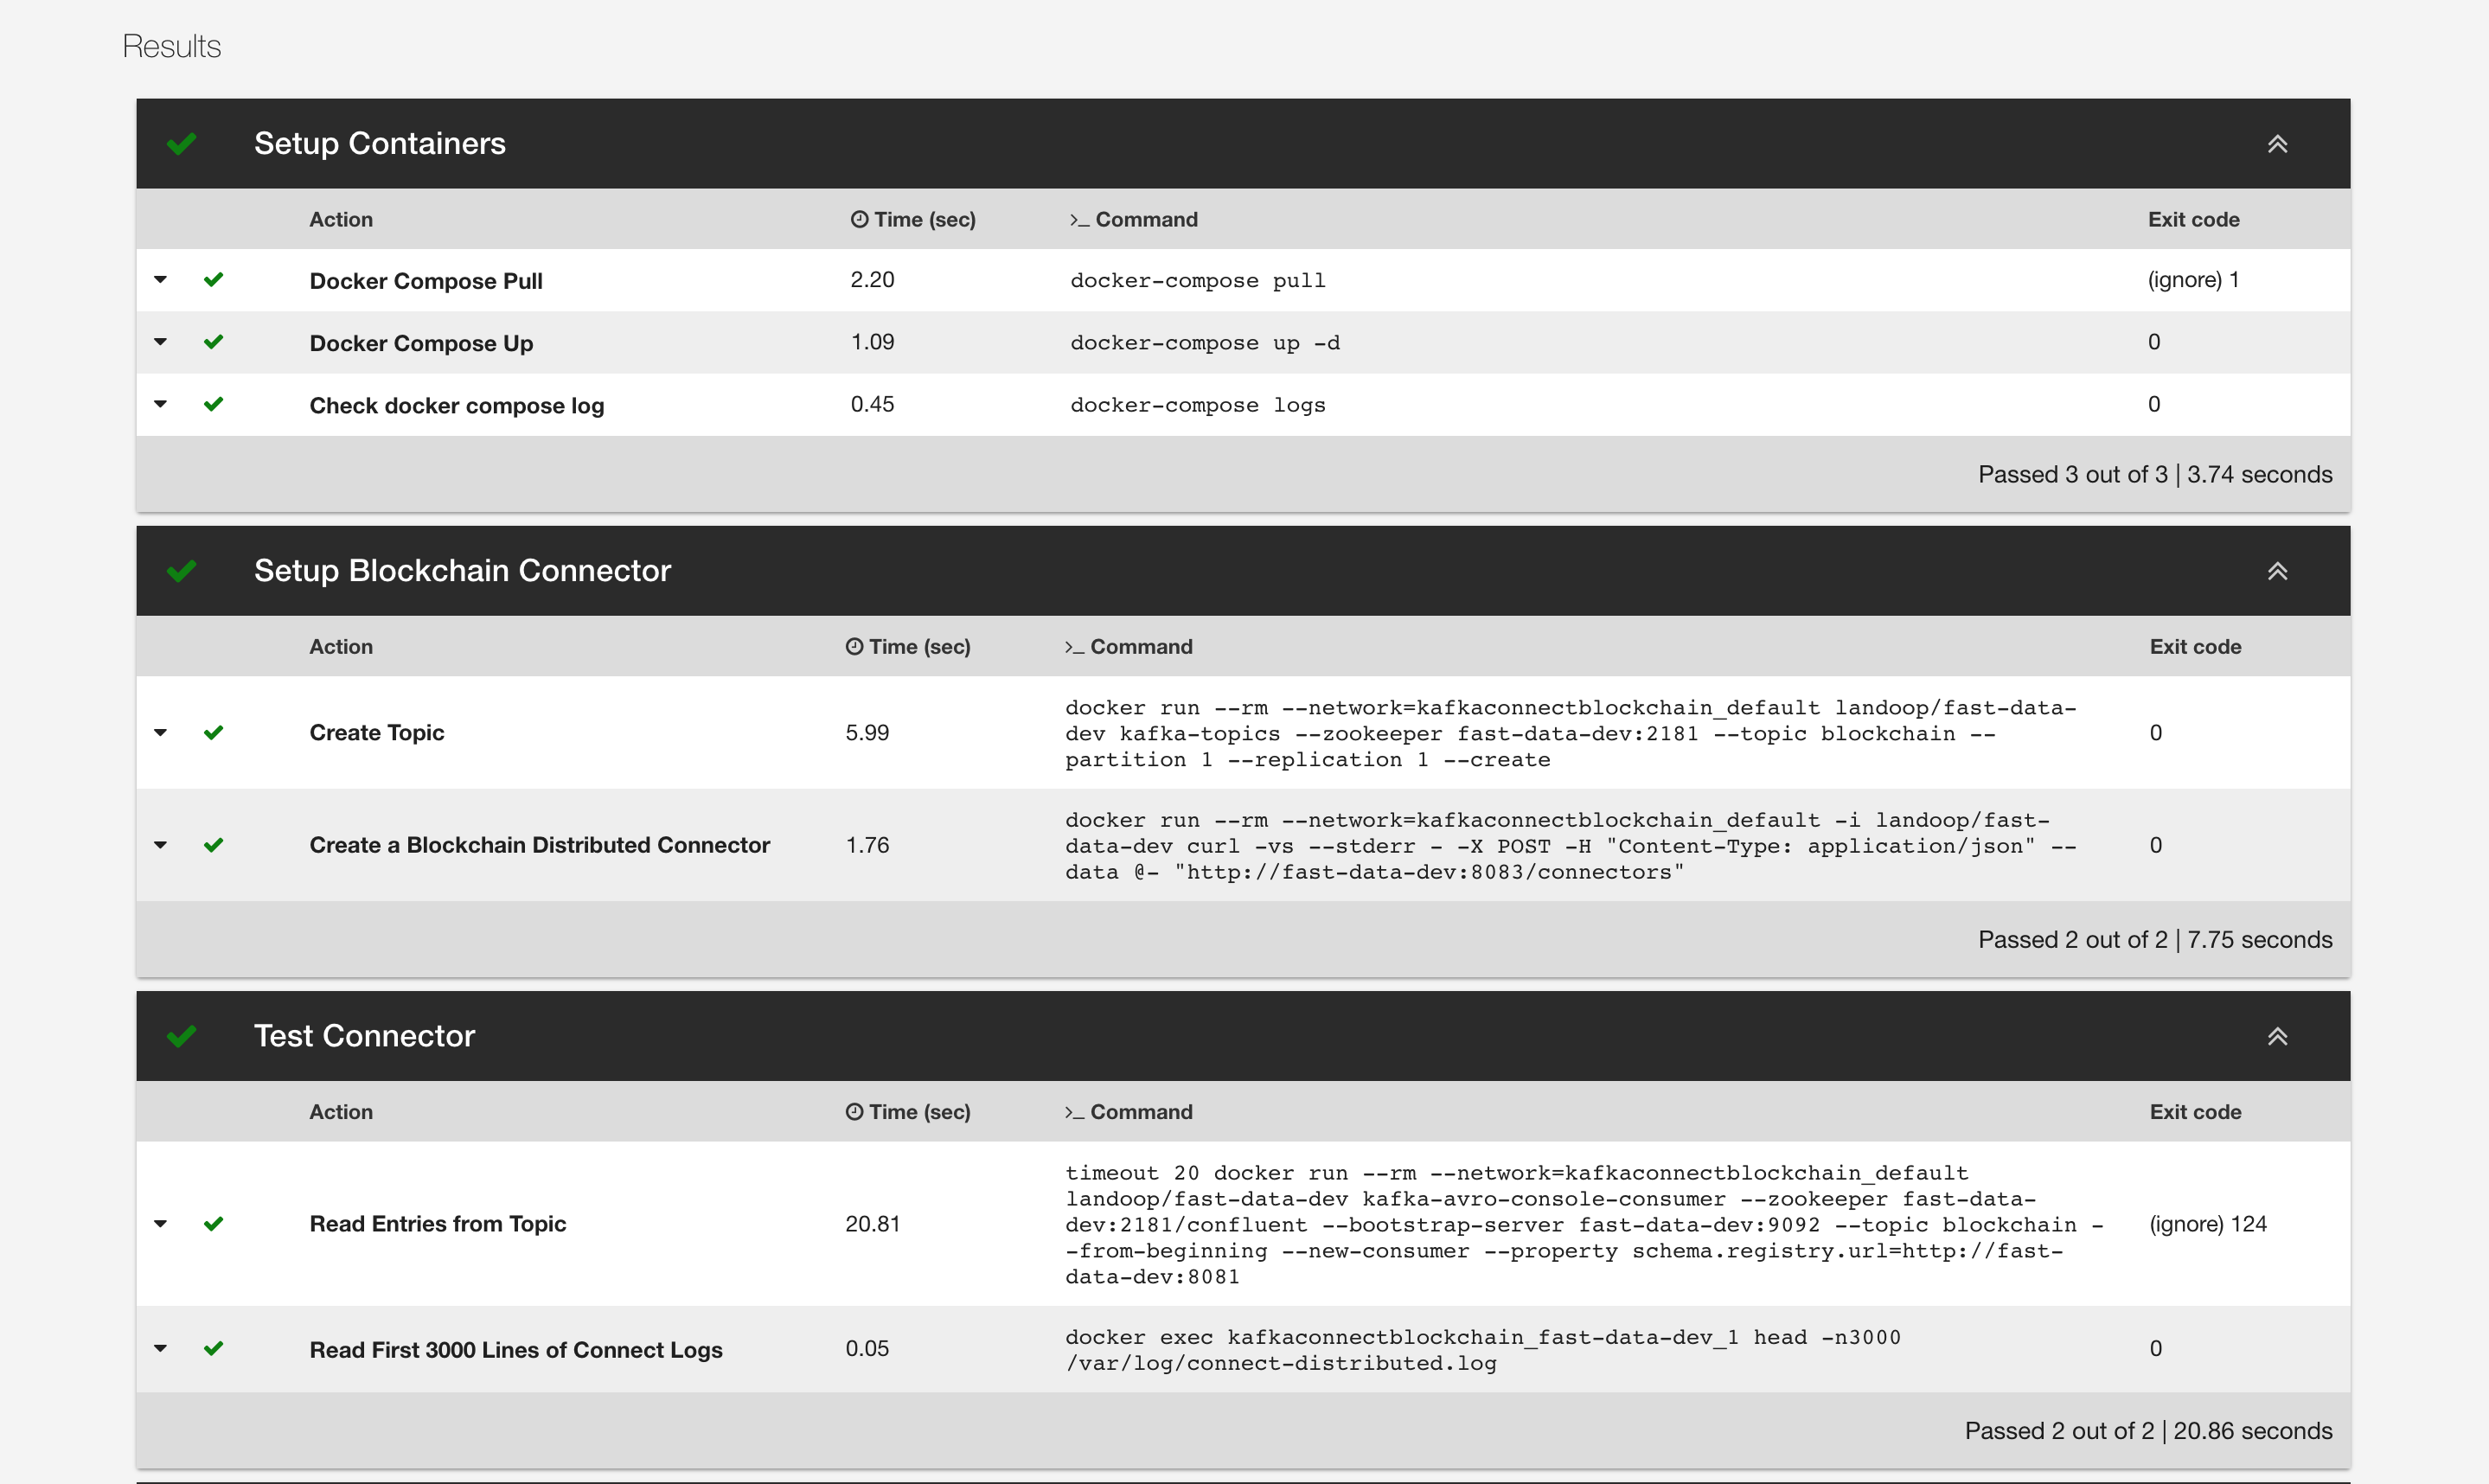 Results
Setup Containers
Action Time (sec) >_ Command Exit code
Docker Compose Pull 2.20 docker-compose pull (ignore) 1
Docker Compose Up 1.09 docker-compose up -d 0
Check docker compose log 0.45 docker-compose logs 0
Passed 3 out of 3 | 3.74 seconds
Setup Blockchain Connector
Action Time (sec) >_ Command Exit code
docker run --rm --network=kafkaconnectblockchain_default landoop/fast-data-
Create Topic 5.99 dev kafka-topics --zookeeper fast-data-dev:2181 --topic blockchain -- 0
partition 1 --replication 1 --create
docker run --rm --network=kafkaconnectblockchain_default -i landoop/fast-
Create a Blockchain Distributed Connector 1.76 data-dev curl -vs --stderr - -X POST -H "Content-Type: application/json" -- 0
data @- "http://fast-data-dev:8083/connectors"
Passed 2 out of 2 | 7.75 seconds
Test Connector
Action Time (sec) >_ Command Exit code
timeout 20 docker run --rm --network=kafkaconnectblockchain_default
landoop/fast-data-dev kafka-avro-console-consumer --zookeeper fast-data-
Read Entries from Topic 20.81 dev:2181/confluent --bootstrap-server fast-data-dev:9092 --topic blockchain - (ignore) 124
-from-beginning --new-consumer --property schema.registry.url=http://fast-
data-dev:8081
Read First 3000 Lines of Connect Logs 0.05 docker exec kafkaconnectblockchain_fast-data-dev_1 head -n3000 0
/var/log/connect-distributed.log
Passed 2 out of 2 | 20.86 seconds